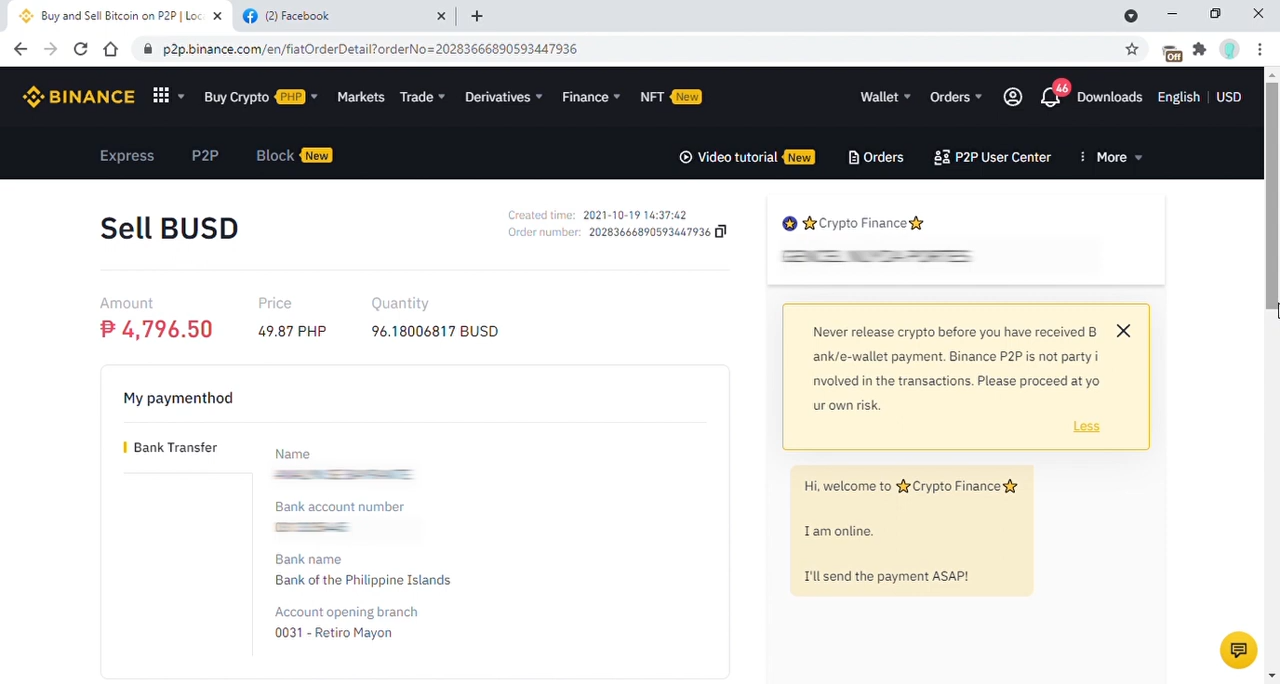 Buy and Sell Bitcoin on P2P | Loc
(2) Facebook
p2p.binance.com/en/fiatOrderDetail?orderNo=20283666890593447936
Off
BINANCE Buy Crypto PHP Markets Trade Derivatives Finance NFT New Wallet Orders 46 Downloads English | USD
Express P2P Block New Video tutorial New Orders P2P User Center More
Sell BUSD
Created time: 2021-10-19 14:37:42
Order number: 20283666890593447936
Amount Price Quantity
₱ 4,796.50 49.87 PHP 96.18006817 BUSD
My paymenthod
Bank Transfer
Name
Bank account number
Bank name
Bank of the Philippine Islands
Account opening branch
0031 - Retiro Mayon
Crypto Finance
Never release crypto before you have received B
ank/e-wallet payment. Binance P2P is not party i
nvolved in the transactions. Please proceed at yo
ur own risk.
Less
Hi, welcome to ⭐Crypto Finance⭐
I am online.
I'll send the payment ASAP!